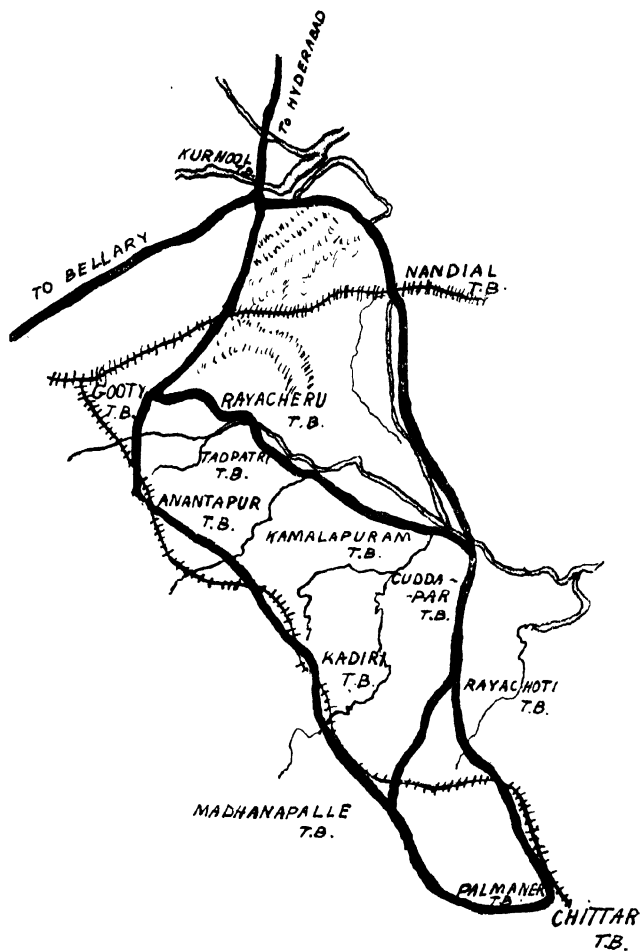 TO HYDERABAD
KURNOOL
T.B.
TO BELLARY
NANDIAL
T.B.
GOOTY
T.B.
RAYACHERU
T.B.
TADPATRI
T.B.
ANANTAPUR
T.B.
KAMALAPURAM
T.B.
CUDDA-
-PAR
T.B.
KADIRI
T.B.
RAYACHOTI
T.B.
MADHANAPALLE
T.B.
PALMANER
T.B.
CHITTAR
T.B.